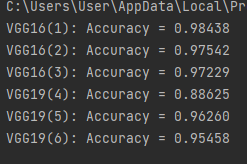 C:\Users\User\AppData\Local\Pr
VGG16(1): Accuracy = 0.98438
VGG16(2): Accuracy = 0.97542
VGG16(3): Accuracy = 0.97229
VGG19(4): Accuracy = 0.88625
VGG19(5): Accuracy = 0.96260
VGG19(6): Accuracy = 0.95458